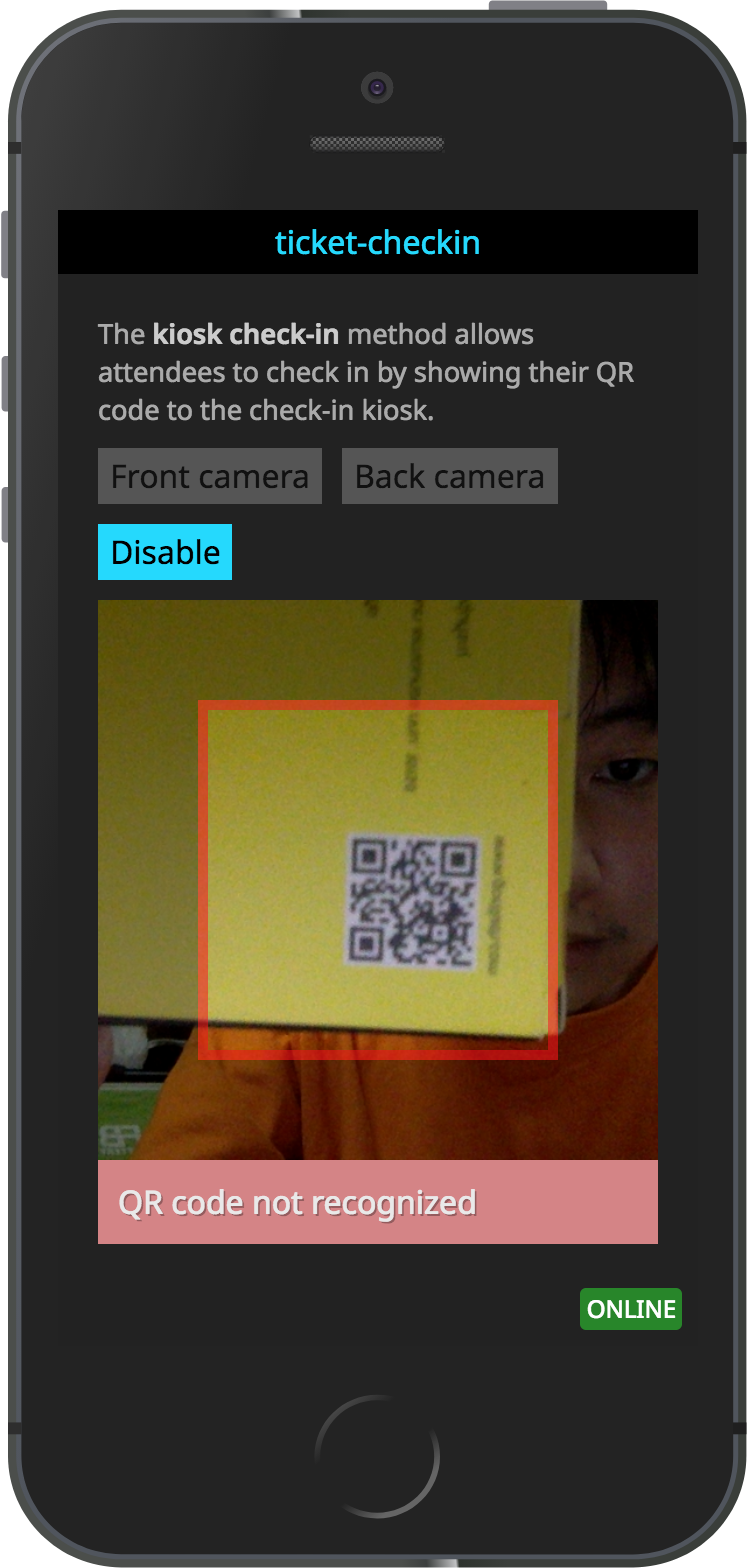 ticket-checkin
The kiosk check-in method allows
attendees to check in by showing their QR
code to the check-in kiosk.
Front camera Back camera
Disable
QR code not recognized
ONLINE